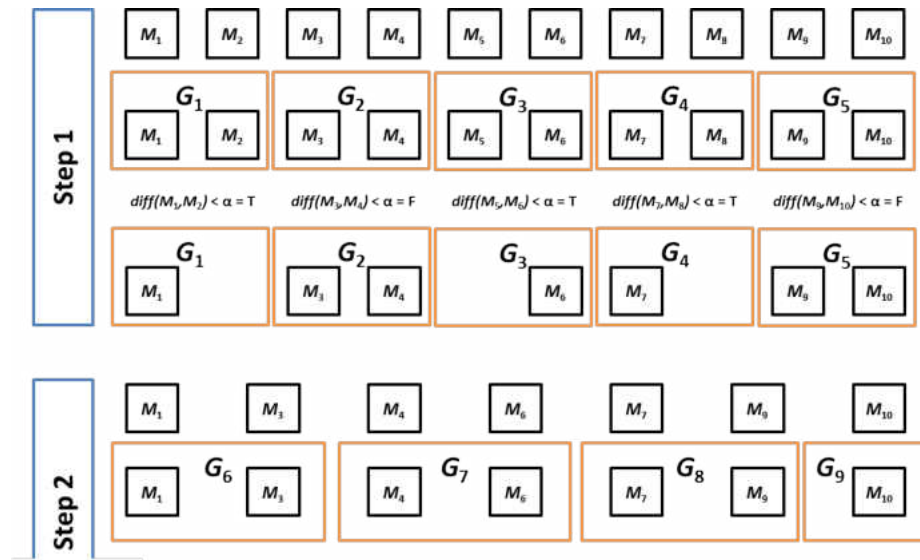 Step 1
M₁ M₂ M₃ M₄ M₅ M₆ M₇ M₈ M₉ M₁₀
G₁ G₂ G₃ G₄ G₅
M₁ M₂ M₃ M₄ M₅ M₆ M₇ M₈ M₉ M₁₀
diff(M₁,M₂) < α = T diff(M₃,M₄) < α = F diff(M₅,M₆) < α = T diff(M₇,M₈) < α = T diff(M₉,M₁₀) < α = F
G₁ G₂ G₃ G₄ G₅
M₁ M₃ M₄ M₆ M₇ M₉ M₁₀
Step 2
M₁ M₃ M₄ M₆ M₇ M₉ M₁₀
G₆ G₇ G₈ G₉
M₁ M₃ M₄ M₆ M₇ M₉ M₁₀